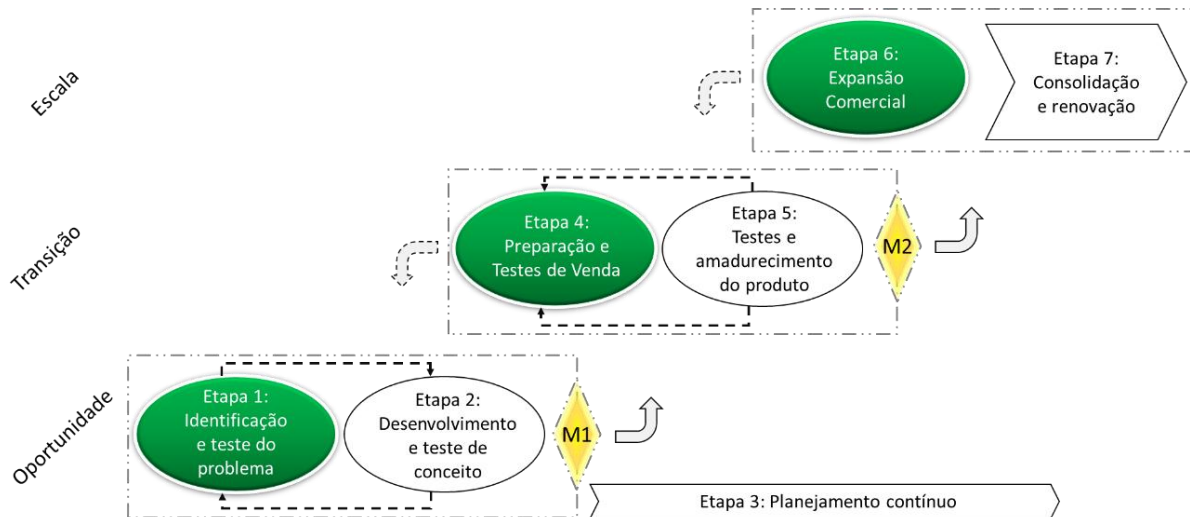 Escala
Etapa 6:
Expansão
Comercial
Etapa 7:
Consolidação
e renovação
Transição
Etapa 4:
Preparação e
Testes de Venda
Etapa 5:
Testes e
amadurecimento
do produto
M2
Oportunidade
Etapa 1:
Identificação
e teste do
problema
Etapa 2:
Desenvolvimento
e teste de
conceito
M1
Etapa 3: Planejamento contínuo